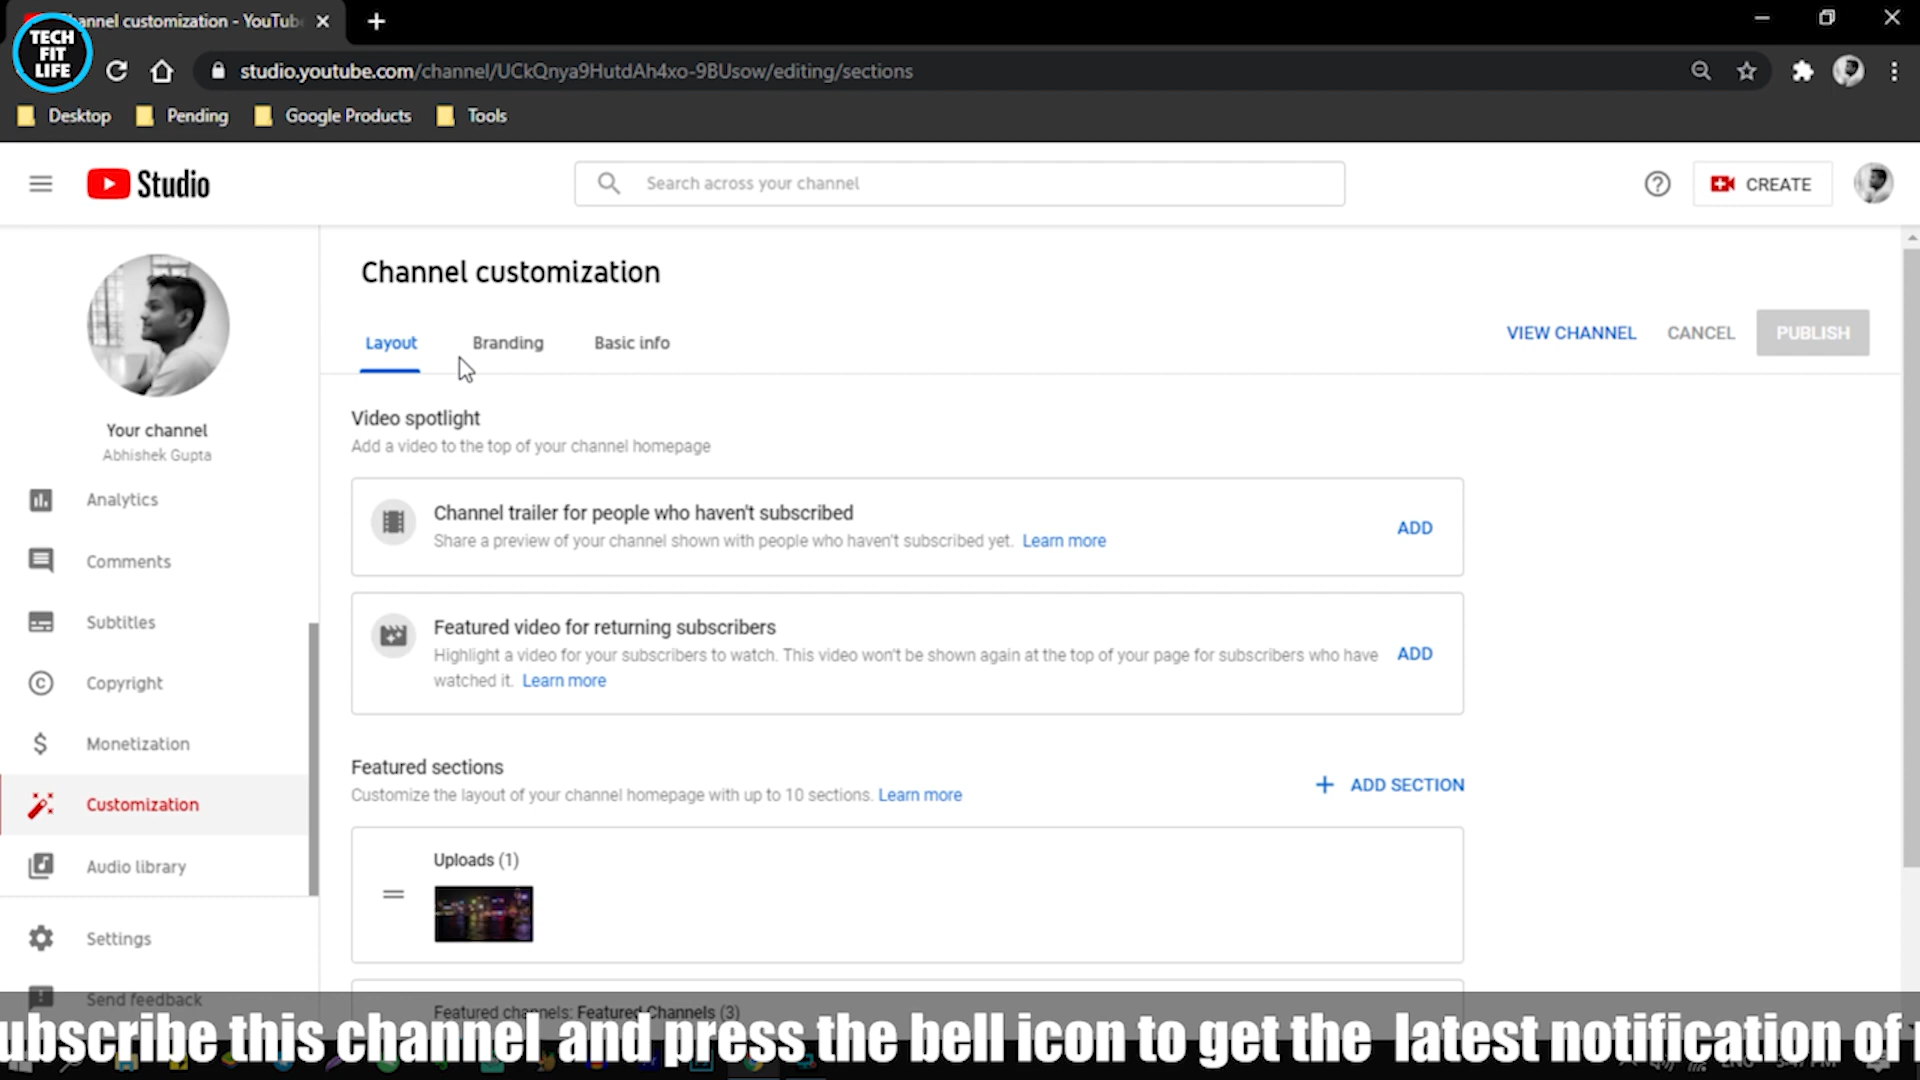 Channel customization - YouTub
TECH
FIT
LIFE
studio.youtube.com/channel/UCkQnya9HutdAh4xo-9BUsow/editing/sections
Desktop Pending Google Products Tools
Studio
Search across your channel
CREATE
Channel customization
Layout Branding Basic info
VIEW CHANNEL CANCEL PUBLISH
Your channel
Abhishek Gupta
Analytics
Comments
Subtitles
Copyright
Monetization
Customization
Audio library
Settings
Send feedback
Video spotlight
Add a video to the top of your channel homepage
Channel trailer for people who haven't subscribed
Share a preview of your channel shown with people who haven't subscribed yet. Learn more
ADD
Featured video for returning subscribers
Highlight a video for your subscribers to watch. This video won't be shown again at the top of your page for subscribers who have
watched it. Learn more
ADD
Featured sections
Customize the layout of your channel homepage with up to 10 sections. Learn more
+ ADD SECTION
Uploads (1)
Featured channels: Featured Channels (3)
ubscribe this channel and press the bell icon to get the latest notification of